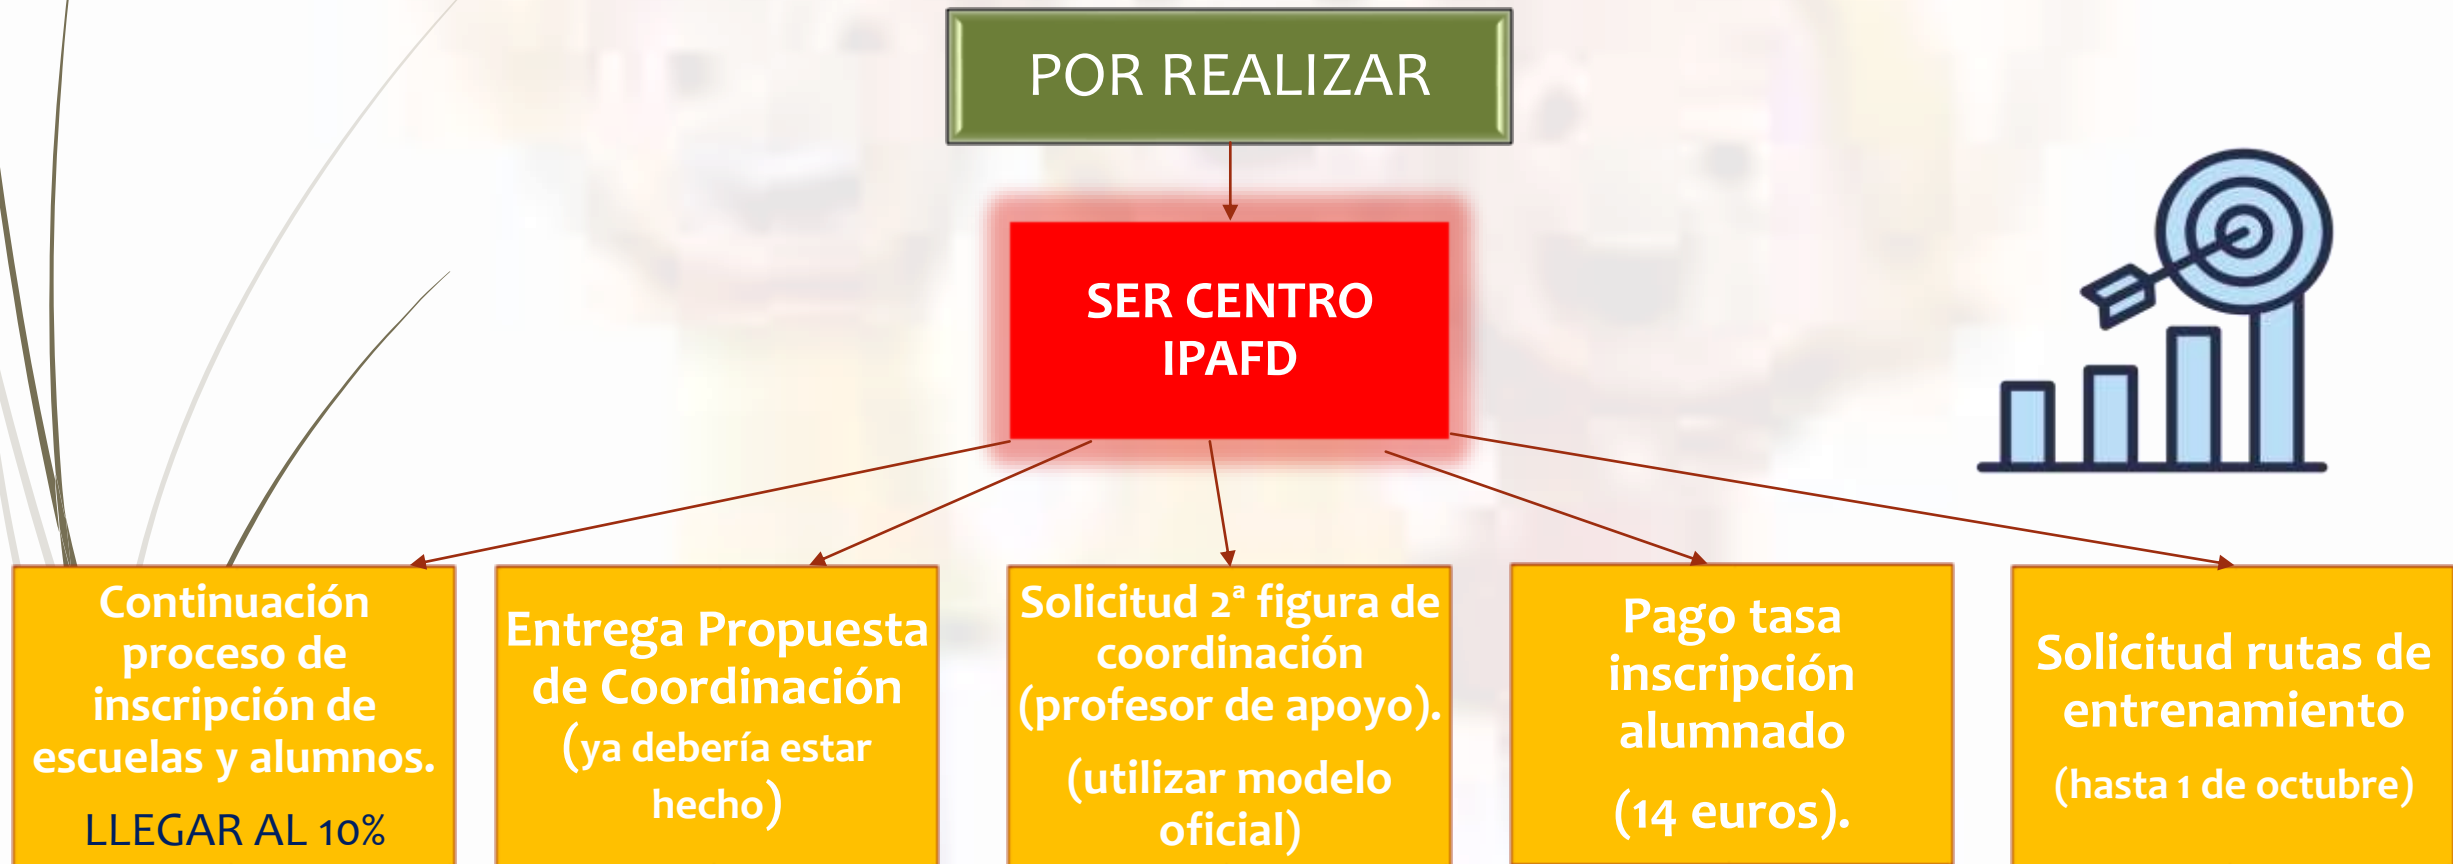 POR REALIZAR
SER CENTRO
IPAFD
Continuación
proceso de
inscripción de
escuelas y alumnos.
LLEGAR AL 10%
Entrega Propuesta
de Coordinación
(ya debería estar
hecho)
Solicitud 2ª figura de
coordinación
(profesor de apoyo).
(utilizar modelo
oficial)
Pago tasa
inscripción
alumnado
(14 euros).
Solicitud rutas de
entrenamiento
(hasta 1 de octubre)